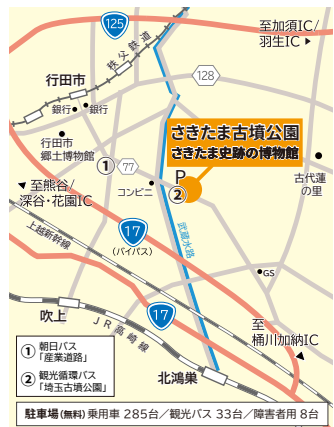 125
至加須IC/
羽生IC
秩父鉄道
行田市
128
銀行
銀行
さきたま古墳公園
さきたま史跡の博物館
行田市
郷土博物館
① 77
P
②
コンビニ
古代蓮
の里
至熊谷/
深谷・花園IC
17
(バイパス)
武蔵水路
上越新幹線
GS
17
吹上
JR高崎線
至
桶川加納IC
北鴻巣
① 朝日バス
「産業道路」
② 観光循環バス
「埼玉古墳公園」
駐車場(無料)乗用車 285台/観光バス 33台/障害者用 8台